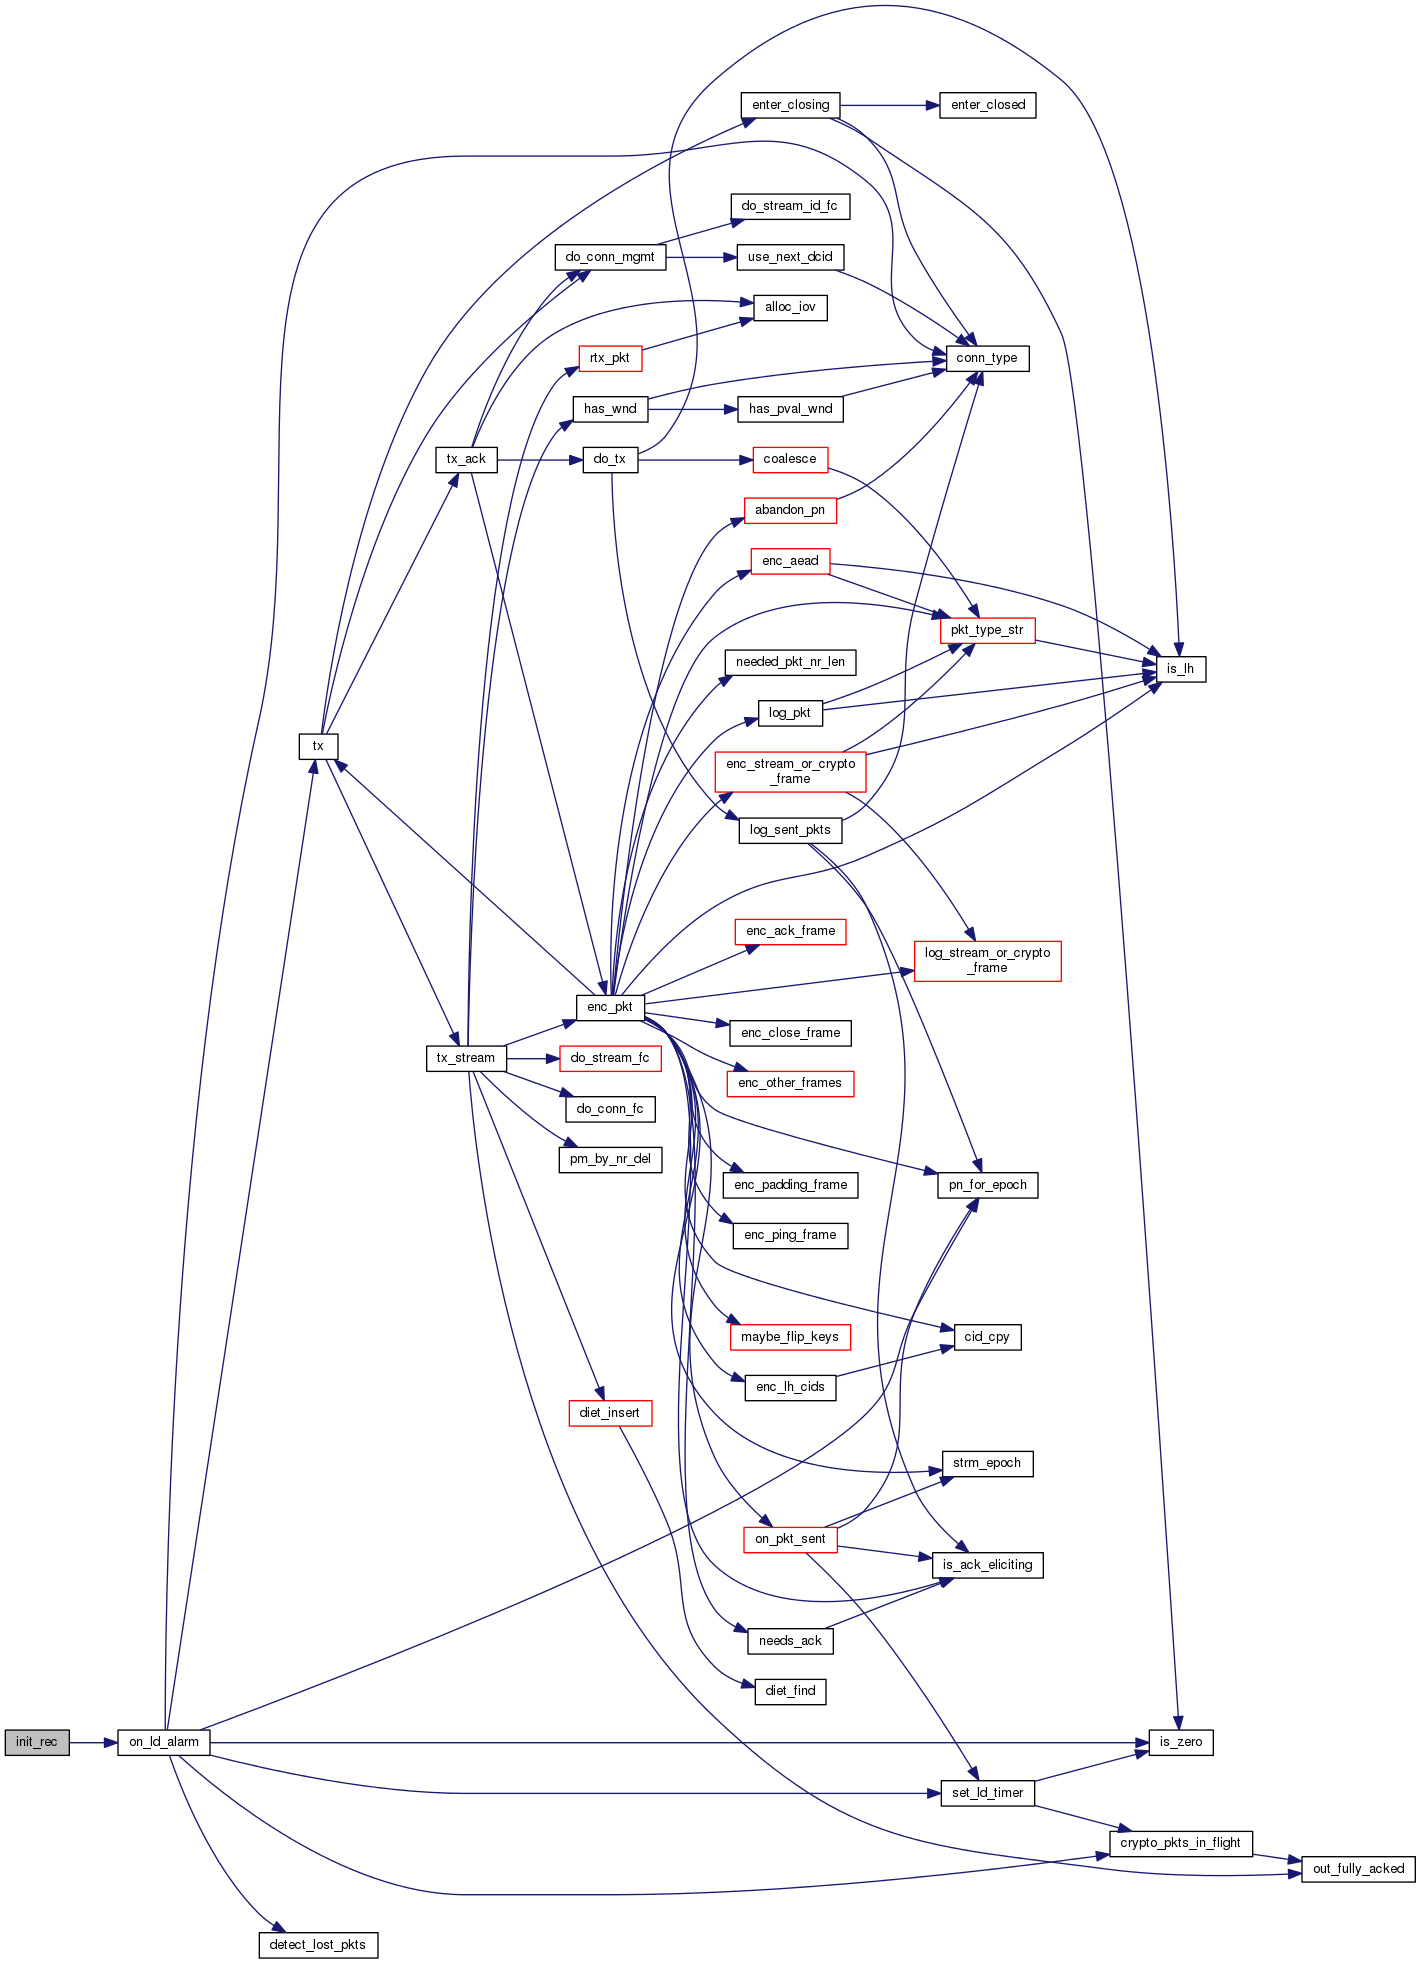 enter_closing
enter_closed
do_stream_id_fc
do_conn_mgmt
use_next_dcid
alloc_iov
rtx_pkt
conn_type
has_wnd
has_pval_wnd
tx_ack
do_tx
coalesce
abandon_pn
enc_aead
pkt_type_str
needed_pkt_nr_len
is_lh
log_pkt
tx
enc_stream_or_crypto
_frame
log_sent_pkts
enc_ack_frame
log_stream_or_crypto
_frame
enc_pkt
enc_close_frame
tx_stream
do_stream_fc
enc_other_frames
do_conn_fc
pm_by_nr_del
enc_padding_frame
pn_for_epoch
enc_ping_frame
maybe_flip_keys
cid_cpy
enc_lh_cids
diet_insert
strm_epoch
on_pkt_sent
is_ack_eliciting
needs_ack
diet_find
init_rec
on_ld_alarm
is_zero
set_ld_timer
crypto_pkts_in_flight
out_fully_acked
detect_lost_pkts